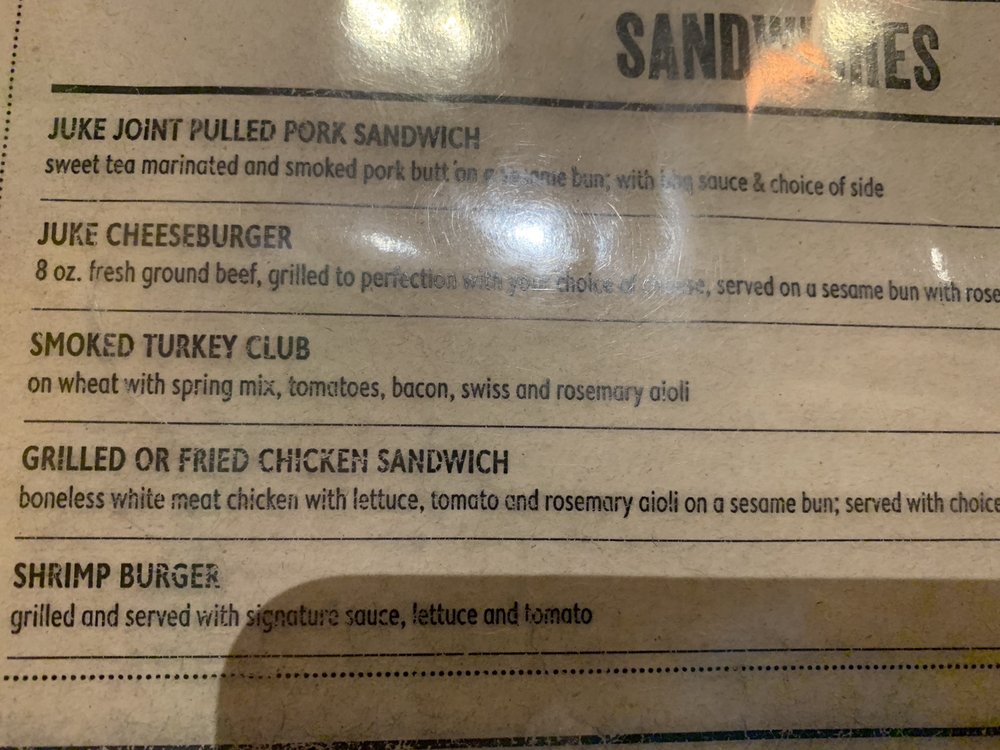 SANDWICHES
JUKE JOINT PULLED PORK SANDWICH
sweet tea marinated and smoked pork butt on a sesame bun; with bbq sauce & choice of side
JUKE CHEESEBURGER
8 oz. fresh ground beef, grilled to perfection with your choice of cheese, served on a sesame bun with rose
SMOKED TURKEY CLUB
on wheat with spring mix, tomatoes, bacon, swiss and rosemary aioli
GRILLED OR FRIED CHICKEN SANDWICH
boneless white meat chicken with lettuce, tomato and rosemary aioli on a sesame bun; served with choice
SHRIMP BURGER
grilled and served with signature sauce, lettuce and tomato